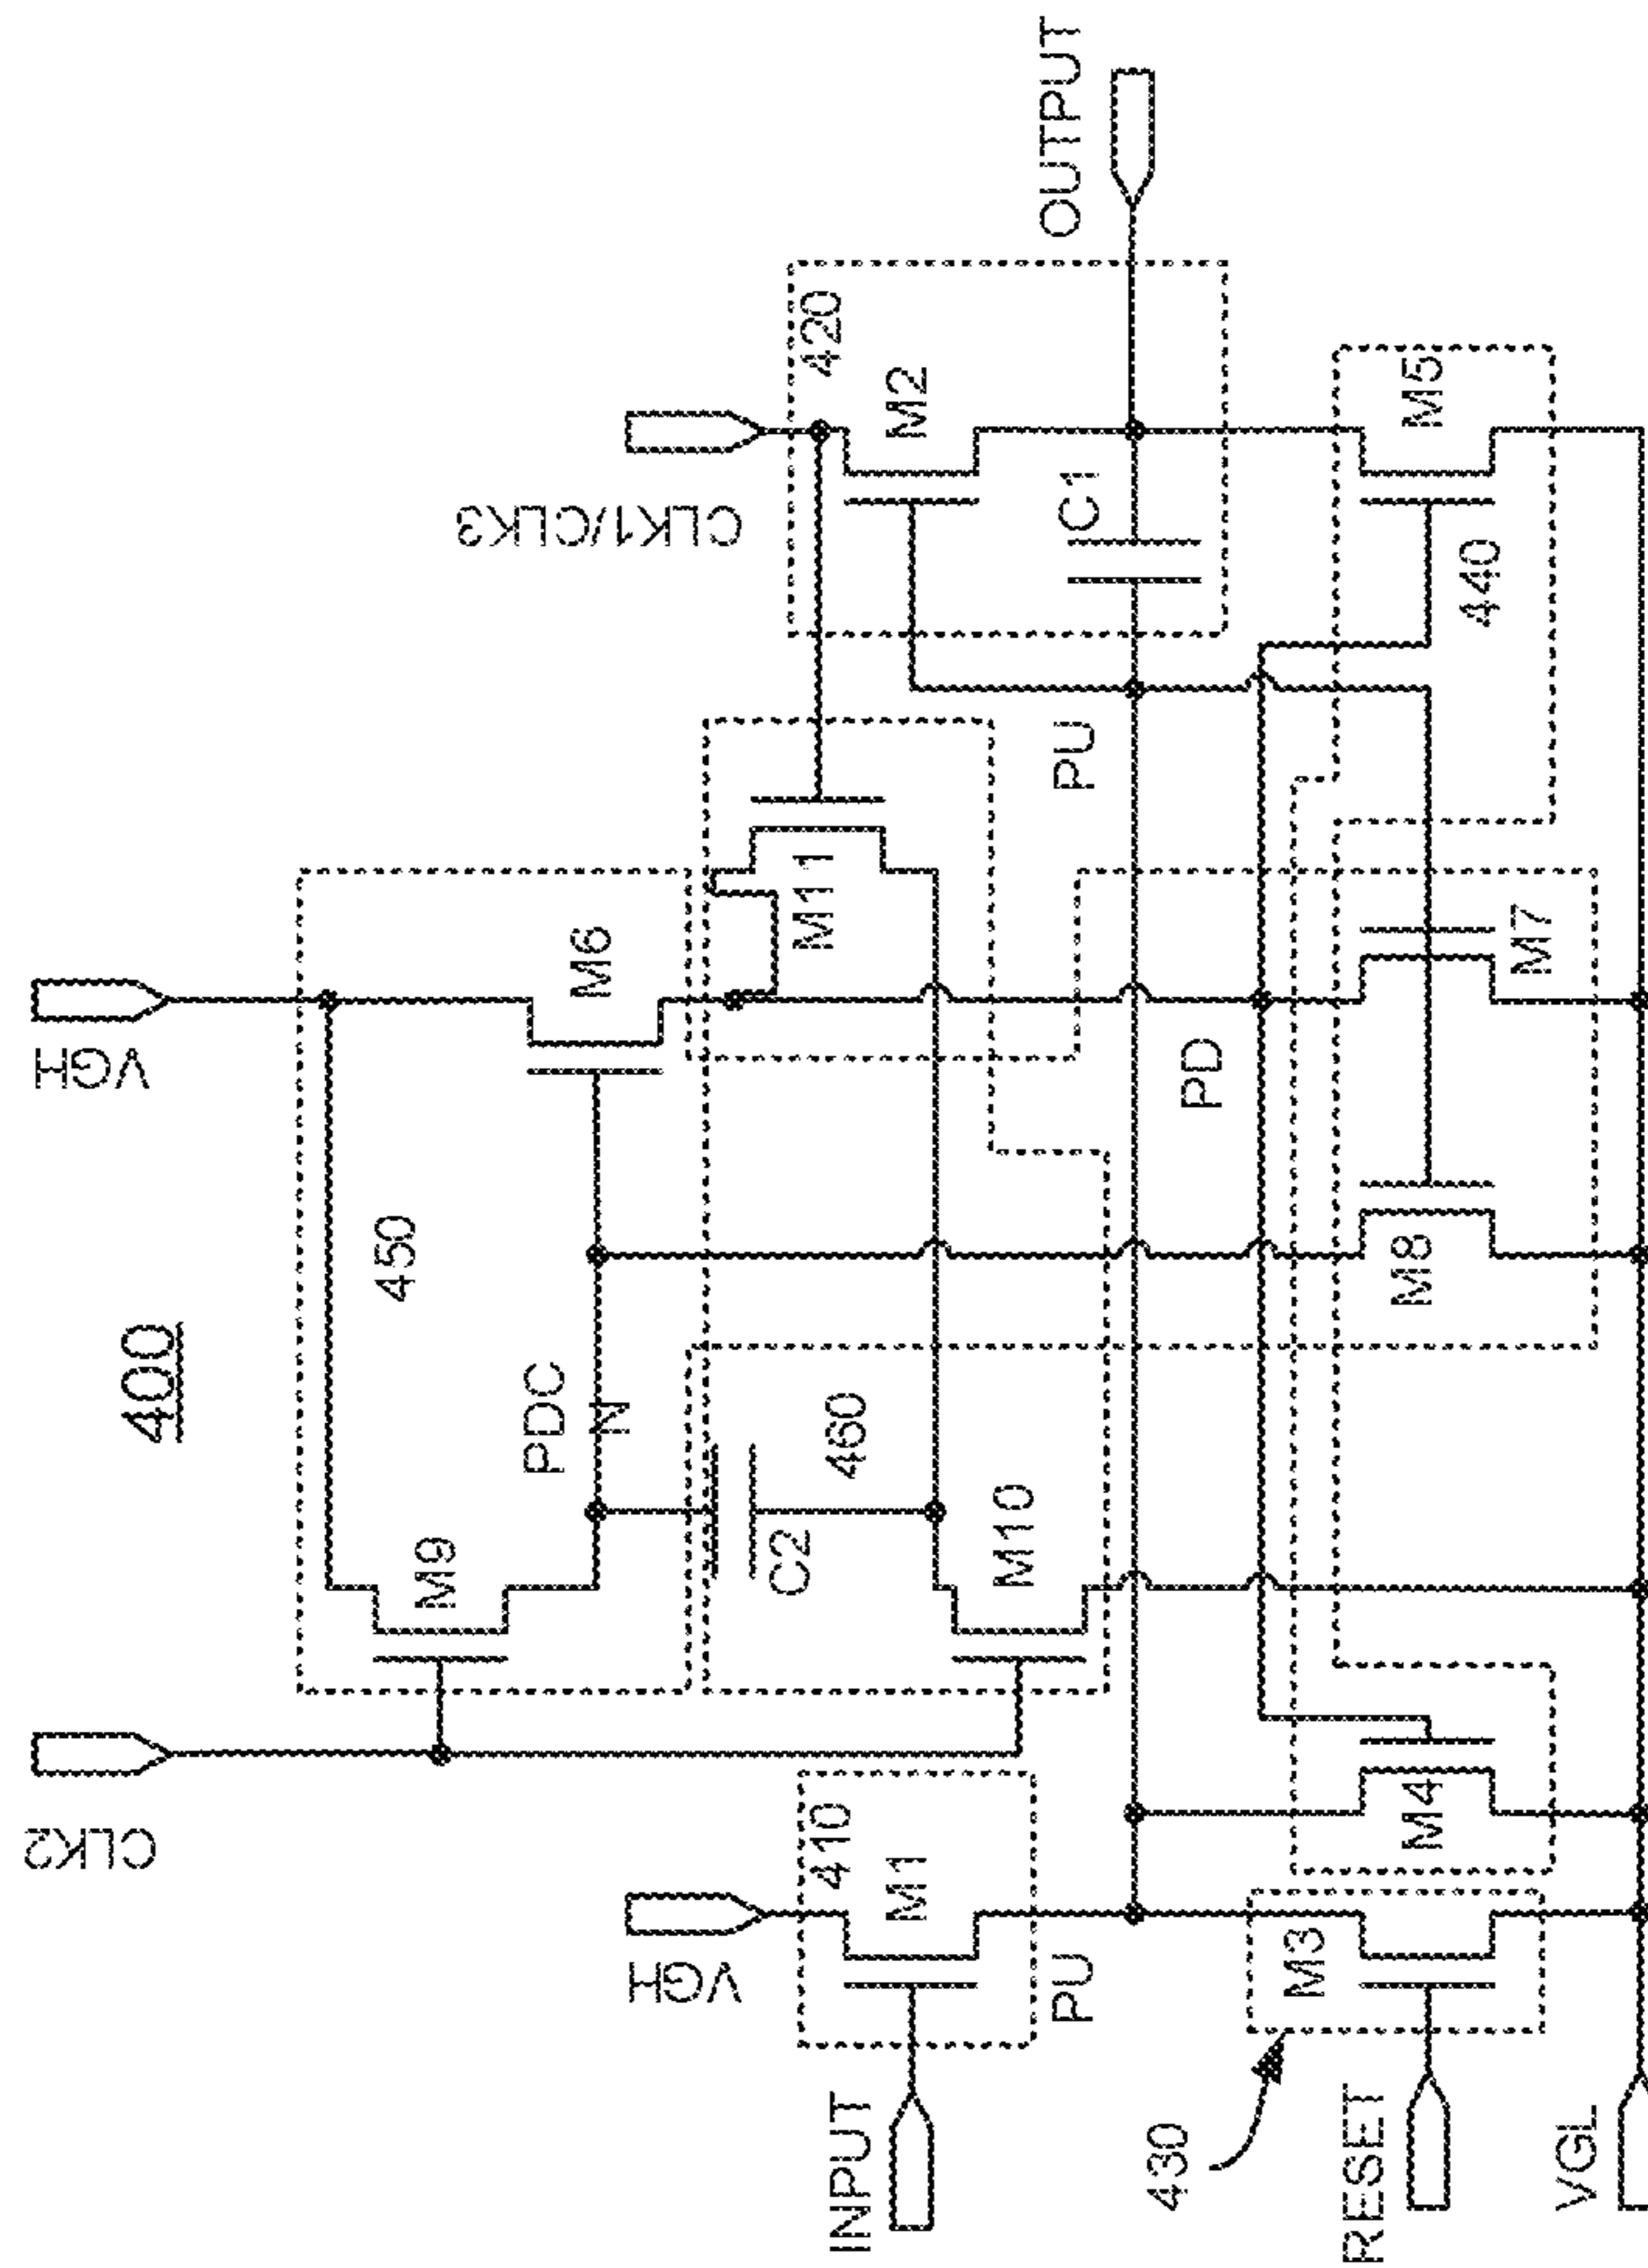 400
CLK2
VGH
VGH
CLK1/CLK3
M9
450
M6
PDC
N
420
INPUT
410
M1
C2
460
M11
M2
M10
OUTPUT
PU
PU
C1
PD
430
M3
RESET
M4
M8
M7
440
M5
VGL